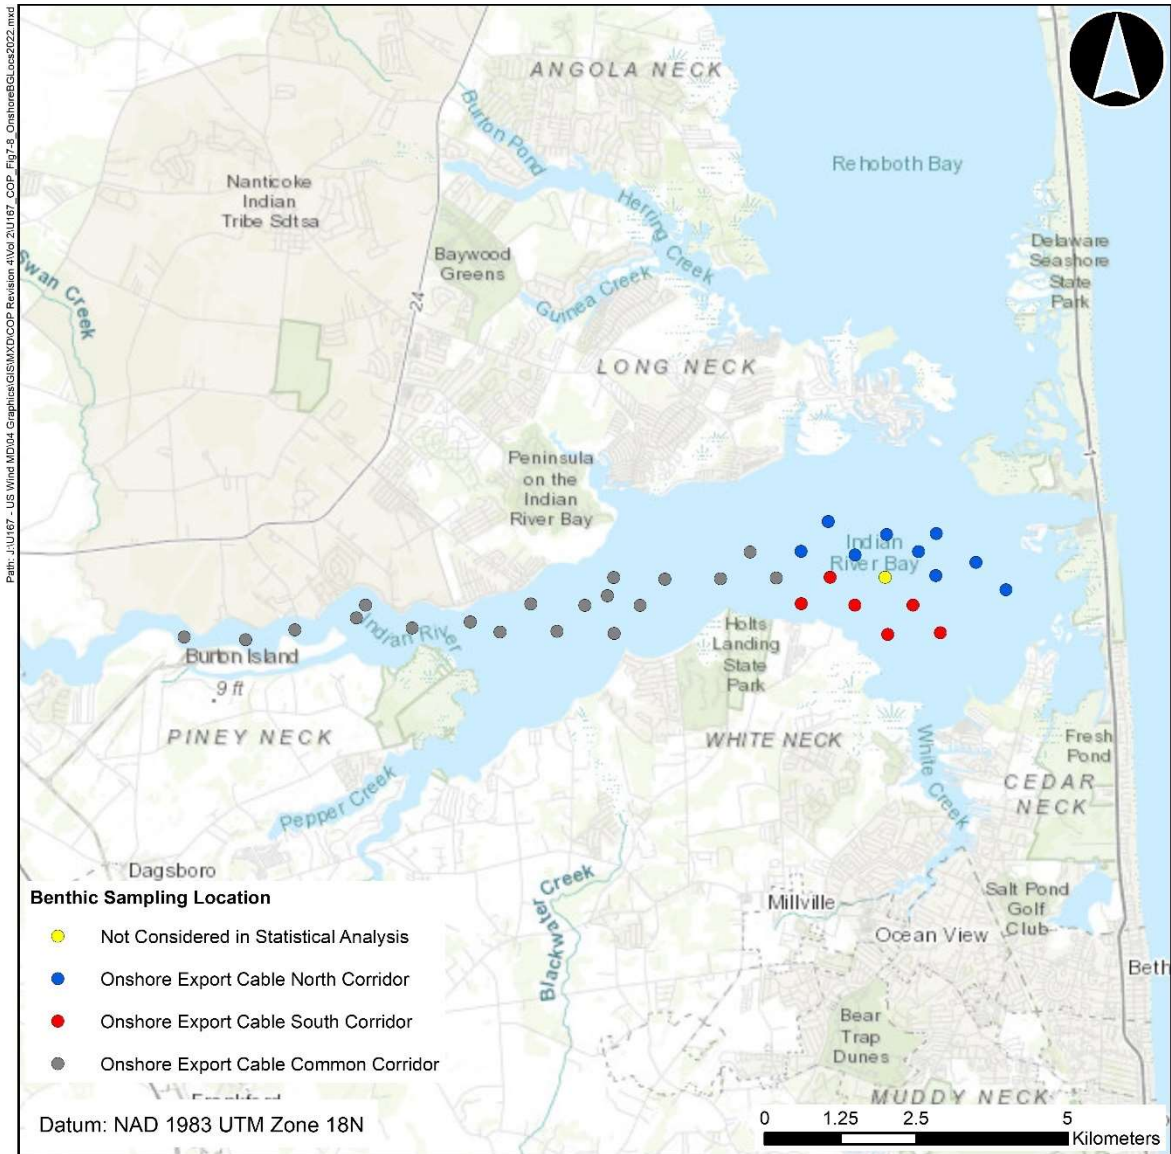 Path: J:\U167 - US Wind MD\04 Graphics\GIS\MXD\COP Revision 4\Vol 2\U167_COP_Fig7-8_OnshoreBGLocs2022.mxd
ANGOLA NECK
Burton Pond
Rehoboth Bay
Nanticoke
Indian
Tribe Sdtsa
Herring Creek
Delaware
Seashore
State
Park
Swan Creek
Baywood
Greens
Guinea Creek
24
LONG NECK
1
Peninsula
on the
Indian
River Bay
Indian
River Bay
Indian River
Holts
Landing
State
Park
Burton Island
9 ft
PINEY NECK
WHITE NECK
White Creek
Fresh
Pond
CEDAR
NECK
Pepper Creek
Dagsboro
Blackwater Creek
Millville
Salt Pond
Golf
Club
Ocean View
Beth
Bear
Trap
Dunes
MUDDY NECK
Benthic Sampling Location
Not Considered in Statistical Analysis
Onshore Export Cable North Corridor
Onshore Export Cable South Corridor
Onshore Export Cable Common Corridor
Datum: NAD 1983 UTM Zone 18N
0 1.25 2.5 5
Kilometers